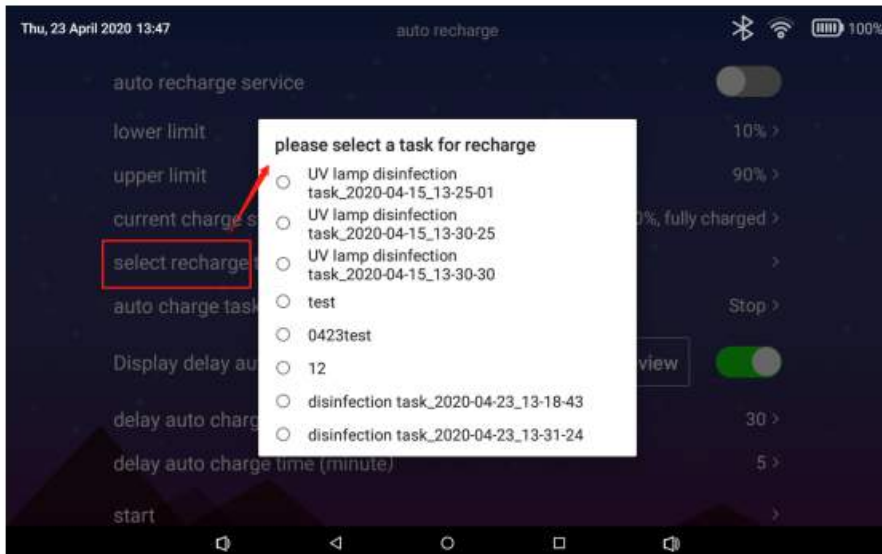 Thu, 23 April 2020 13:47
auto recharge
100%
auto recharge service
lower limit
10% >
upper limit
90% >
current charge s
0%, fully charged >
select recharge t
>
auto charge task
Stop >
Display delay au
view
delay auto charg
30 >
delay auto charge time (minute)
5 >
start
>
please select a task for recharge
UV lamp disinfection
task_2020-04-15_13-25-01
UV lamp disinfection
task_2020-04-15_13-30-25
UV lamp disinfection
task_2020-04-15_13-30-30
test
0423test
12
disinfection task_2020-04-23_13-18-43
disinfection task_2020-04-23_13-31-24